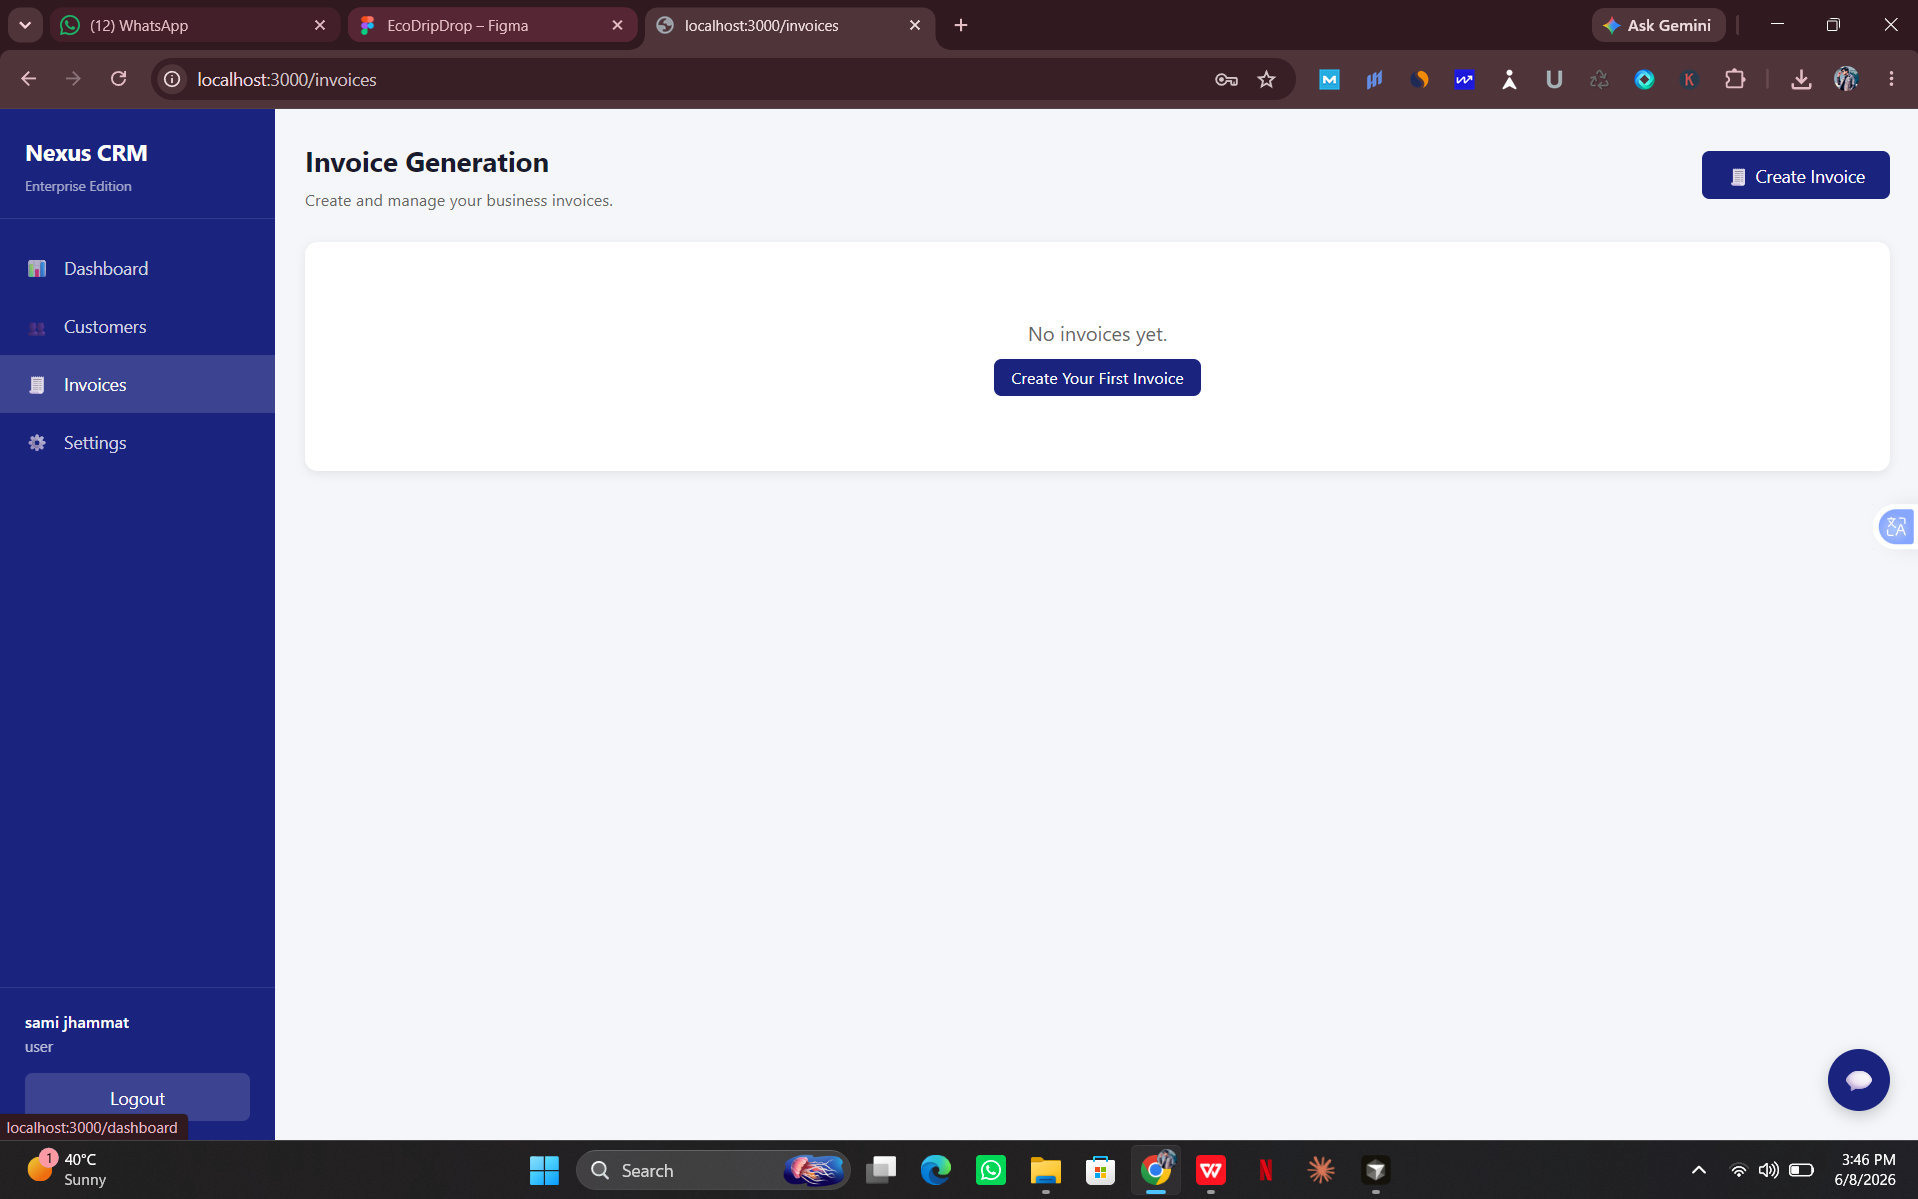 (12) WhatsApp
EcoDripDrop – Figma
localhost:3000/invoices
Ask Gemini
localhost:3000/invoices
Nexus CRM
Enterprise Edition
Dashboard
Customers
Invoices
Settings
sami jhammat
user
Logout
localhost:3000/dashboard
Invoice Generation
Create and manage your business invoices.
Create Invoice
No invoices yet.
Create Your First Invoice
1
40°C
Sunny
Search
3:46 PM
6/8/2026